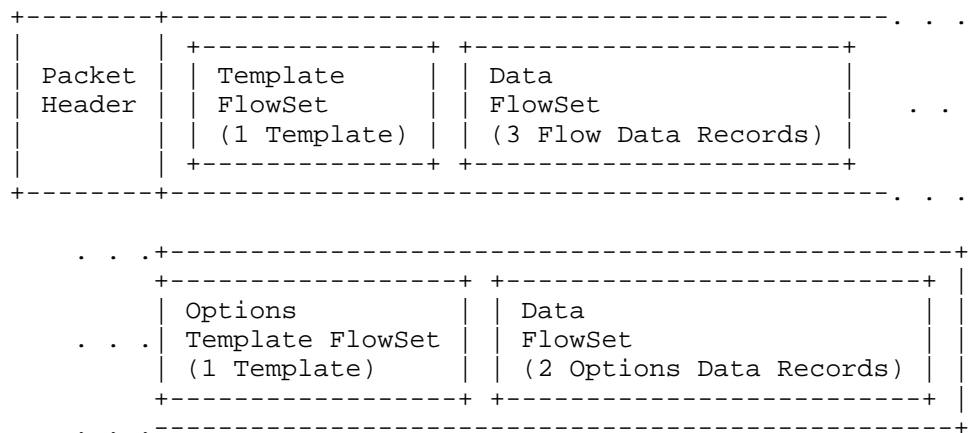 +--------+---------------------------------------------. . .
|        | +--------------+ +-----------------------+
| Packet | | Template     | | Data                  |
| Header | | FlowSet      | | FlowSet               |   . .
|        | | (1 Template) | | (3 Flow Data Records) |
|        | +--------------+ +-----------------------+
+--------+---------------------------------------------. . .
    . . .+-------------------------------------------------+
         +------------------+ +--------------------------+ |
         | Options          | | Data                     | |
    . . .| Template FlowSet | | FlowSet                  | |
         | (1 Template)     | | (2 Options Data Records) | |
         +------------------+ +--------------------------+ |
    . . .--------------------------------------------------+